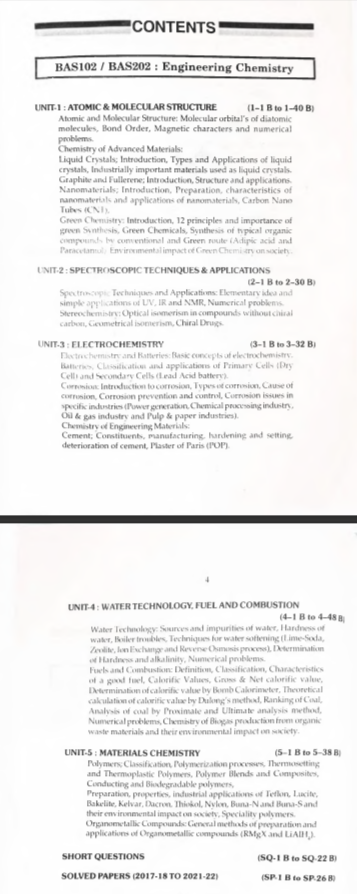 CONTENTS
BAS102 / BAS202 : Engineering Chemistry
UNIT-1 : ATOMIC & MOLECULAR STRUCTURE (1–1 B to 1–40 B)
Atomic and Molecular Structure: Molecular orbital's of diatomic
molecules, Bond Order, Magnetic characters and numerical
problems.
Chemistry of Advanced Materials:
Liquid Crystals; Introduction, Types and Applications of liquid
crystals, Industrially important materials used as liquid crystals.
Graphite and Fullerene; Introduction, Structure and applications.
Nanomaterials; Introduction, Preparation, characteristics of
nanomaterials and applications of nanomaterials, Carbon Nano
Tubes (CNT).
Green Chemistry: Introduction, 12 principles and importance of
green Synthesis, Green Chemicals, Synthesis of typical organic
compounds by conventional and Green route (Adipic acid and
Paracetamol). Environmental impact of Green Chemistry on society.
UNIT-2 : SPECTROSCOPIC TECHNIQUES & APPLICATIONS
(2–1 B to 2–30 B)
Spectroscopic Techniques and Applications: Elementary idea and
simple applications of UV, IR and NMR, Numerical problems.
Stereochemistry: Optical isomerism in compounds without chiral
carbon, Geometrical isomerism, Chiral Drugs.
UNIT-3 : ELECTROCHEMISTRY (3–1 B to 3–32 B)
Electrochemistry and Batteries: Basic concepts of electrochemistry.
Batteries, Classification and applications of Primary Cells (Dry
Cell) and Secondary Cells (Lead Acid battery).
Corrosion: Introduction to corrosion, Types of corrosion, Cause of
corrosion, Corrosion prevention and control, Corrosion issues in
specific industries (Power generation, Chemical processing industry,
Oil & gas industry and Pulp & paper industries).
Chemistry of Engineering Materials:
Cement; Constituents, manufacturing, hardening and setting,
deterioration of cement, Plaster of Paris (POP).
4
UNIT-4 : WATER TECHNOLOGY, FUEL AND COMBUSTION
(4–1 B to 4–48 B)
Water Technology: Sources and impurities of water, Hardness of
water, Boiler troubles, Techniques for water softening (Lime-Soda,
Zeolite, Ion Exchange and Reverse Osmosis process), Determination
of Hardness and alkalinity, Numerical problems.
Fuels and Combustion: Definition, Classification, Characteristics
of a good fuel, Calorific Values, Gross & Net calorific value,
Determination of calorific value by Bomb Calorimeter, Theoretical
calculation of calorific value by Dulong's method, Ranking of Coal,
Analysis of coal by Proximate and Ultimate analysis method,
Numerical problems, Chemistry of Biogas production from organic
waste materials and their environmental impact on society.
UNIT-5 : MATERIALS CHEMISTRY (5–1 B to 5–38 B)
Polymers; Classification, Polymerization processes, Thermosetting
and Thermoplastic Polymers, Polymer Blends and Composites,
Conducting and Biodegradable polymers,
Preparation, properties, industrial applications of Teflon, Lucite,
Bakelite, Kelvar, Dacron, Thiokol, Nylon, Buna-N and Buna-S and
their environmental impact on society, Speciality polymers.
Organometallic Compounds: General methods of preparation and
applications of Organometallic compounds (RMgX and LiAlH4).
SHORT QUESTIONS (SQ-1 B to SQ-22 B)
SOLVED PAPERS (2017-18 TO 2021-22) (SP-1 B to SP-26 B)